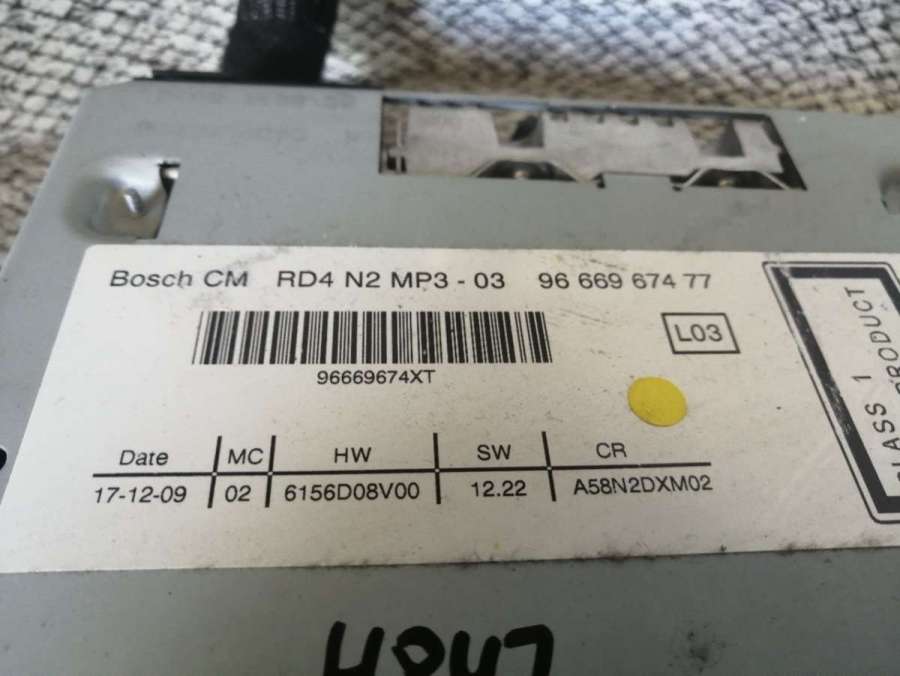 Bosch CM RD4 N2 MP3 - 03 96 669 674 77
96669674XT
L03
CLASS 1
PRODUCT
Date MC HW SW CR
17-12-09 02 6156D08V00 12.22 A58N2DXM02